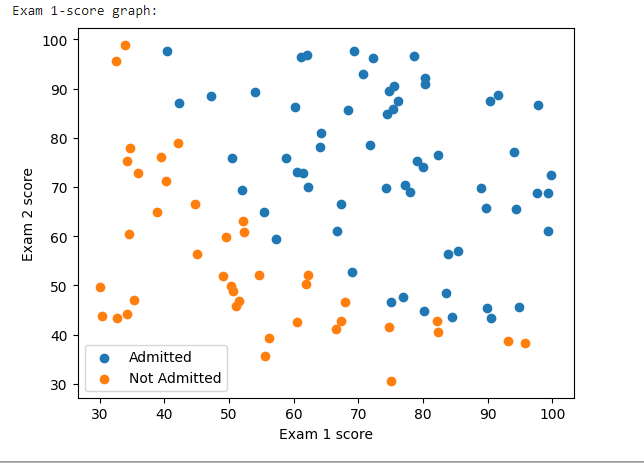 Exam 1-score graph:
100
90
80
70
60
50
40
30
Exam 2 score
Admitted
Not Admitted
30 40 50 60 70 80 90 100
Exam 1 score